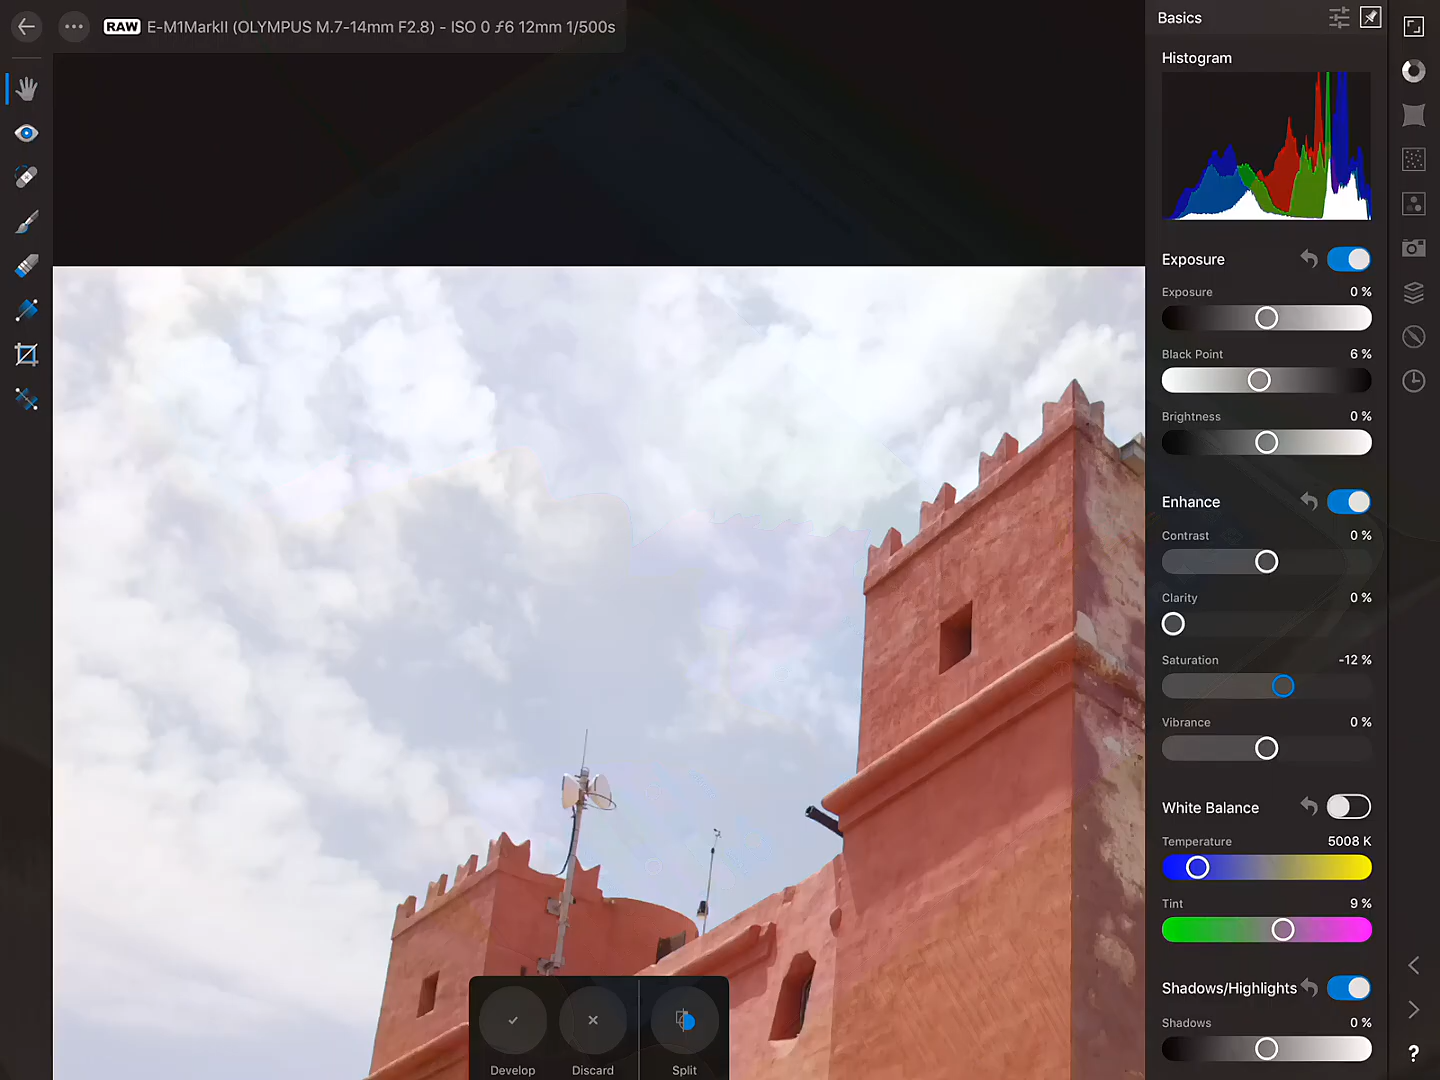 RAW E-M1MarkII (OLYMPUS M.7-14mm F2.8) - ISO 0 ƒ6 12mm 1/500s
Basics
Histogram
Exposure
Exposure 0 %
Black Point 6 %
Brightness 0 %
Enhance
Contrast 0 %
Clarity 0 %
Saturation -12 %
Vibrance 0 %
White Balance
Temperature 5008 K
Tint 9 %
Shadows/Highlights
Shadows 0 %
Develop Discard Split
?